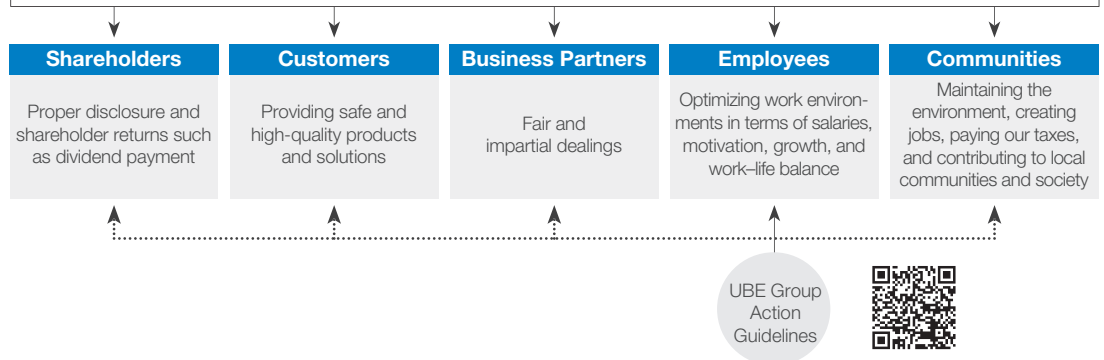 Shareholders
Proper disclosure and
shareholder returns such
as dividend payment
Customers
Providing safe and
high-quality products
and solutions
Business Partners
Fair and
impartial dealings
Employees
Optimizing work environ-
ments in terms of salaries,
motivation, growth, and
work–life balance
Communities
Maintaining the
environment, creating
jobs, paying our taxes,
and contributing to local
communities and society
UBE Group
Action
Guidelines